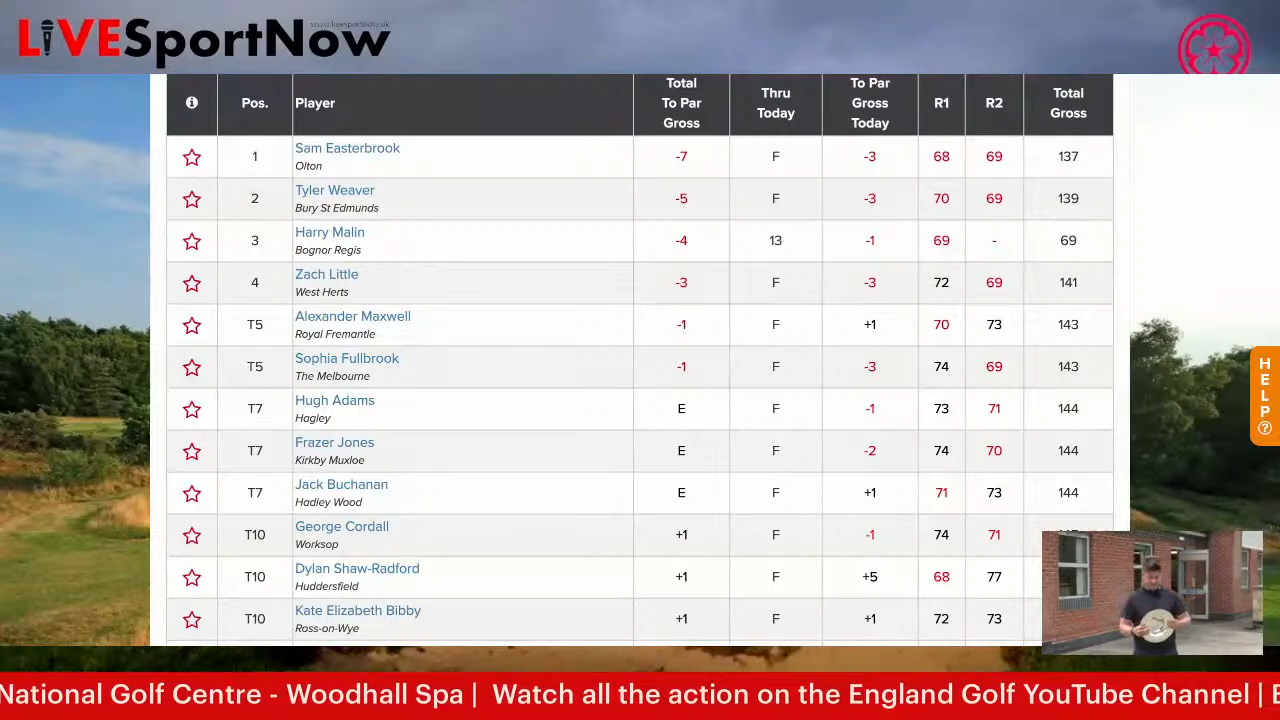 LIVESportNow
www.livesportnow.uk
Pos. Player Total To Par Gross Thru Today To Par Gross Today R1 R2 Total Gross
1 Sam Easterbrook -7 F -3 68 69 137
Olton
2 Tyler Weaver -5 F -3 70 69 139
Bury St Edmunds
3 Harry Malin -4 13 -1 69 - 69
Bognor Regis
4 Zach Little -3 F -3 72 69 141
West Herts
T5 Alexander Maxwell -1 F +1 70 73 143
Royal Fremantle
T5 Sophia Fullbrook -1 F -3 74 69 143
The Melbourne
T7 Hugh Adams E F -1 73 71 144
Hagley
T7 Frazer Jones E F -2 74 70 144
Kirkby Muxloe
T7 Jack Buchanan E F +1 71 73 144
Hadley Wood
T10 George Cordall +1 F -1 74 71
Worksop
T10 Dylan Shaw-Radford +1 F +5 68 77
Huddersfield
T10 Kate Elizabeth Bibby +1 F +1 72 73
Ross-on-Wye
HELP?
National Golf Centre - Woodhall Spa | Watch all the action on the England Golf YouTube Channel | E